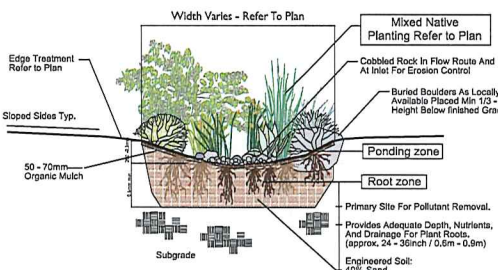 Width Varies - Refer To Plan
Mixed Native
Planting Refer to Plan
Edge Treatment
Refer to Plan
Cobbled Rock In Flow Route And
At Inlet For Erosion Control
Sloped Sides Typ.
Buried Boulders As Locally
Available Placed Min 1/3 -
Height Below finished Gra
Ponding zone
50 - 70mm
Organic Mulch
Root zone
Primary Site For Pollutant Removal.
Provides Adequate Depth, Nutrients,
And Drainage For Plant Roots.
(approx. 24 - 36inch / 0.6m - 0.9m)
Subgrade
Engineered Soil:
40% Sand